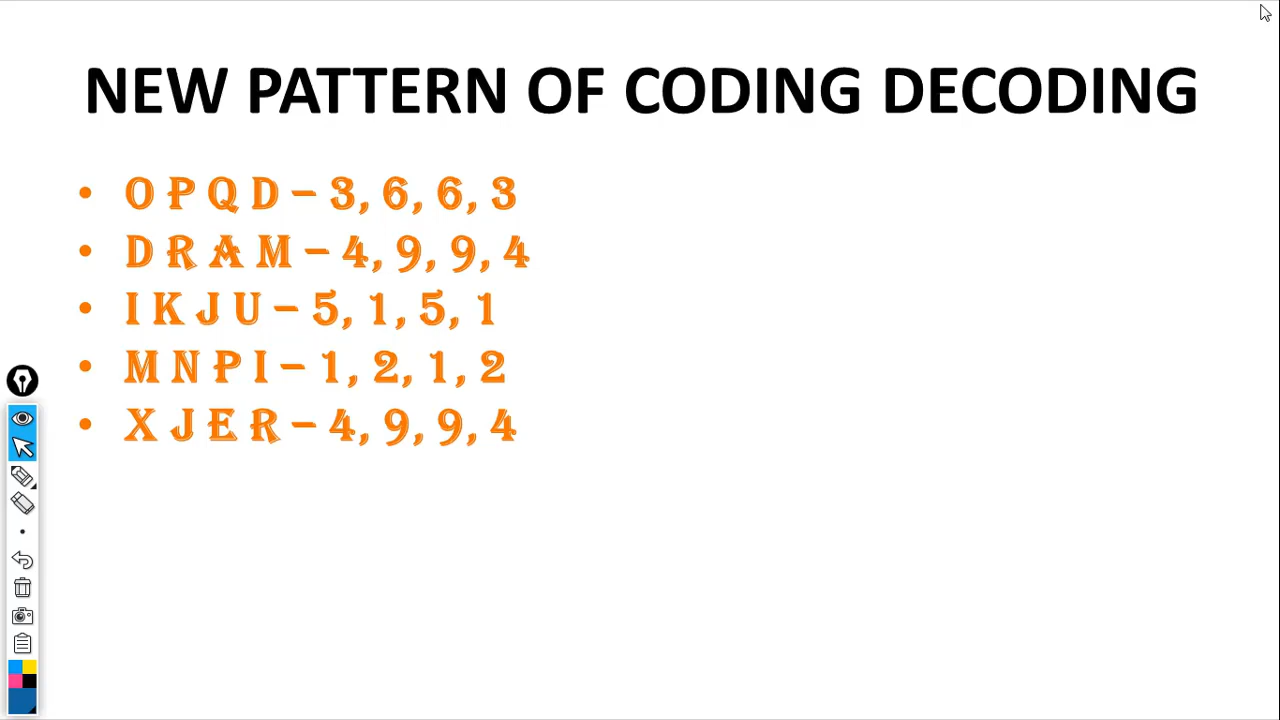 NEW PATTERN OF CODING DECODING
• O P Q D – 3, 6, 6, 3
• D R A M – 4, 9, 9, 4
• I K J U – 5, 1, 5, 1
• M N P I – 1, 2, 1, 2
• X J E R – 4, 9, 9, 4